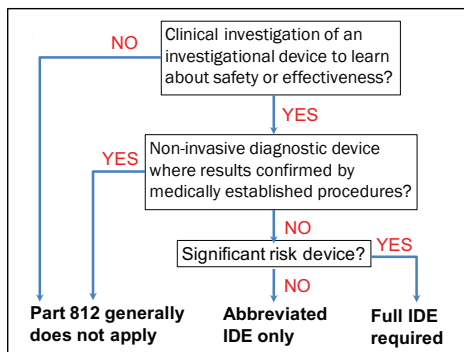 Clinical investigation of an
investigational device to learn
about safety or effectiveness?
NO
YES
Non-invasive diagnostic device
where results confirmed by
medically established procedures?
YES
NO
Significant risk device?
YES
NO
Part 812 generally
does not apply
Abbreviated
IDE only
Full IDE
required